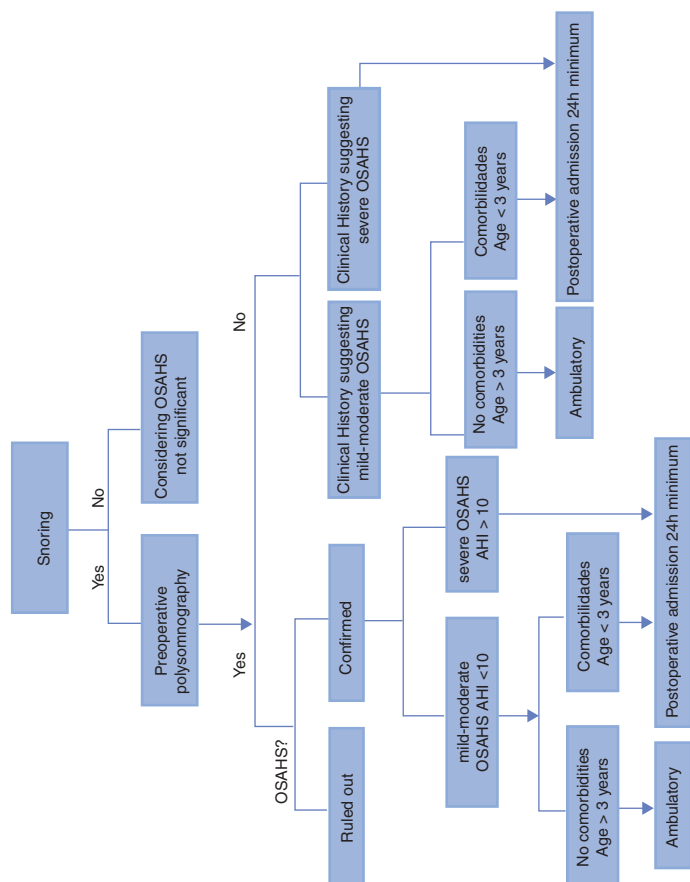 Snoring
Yes
No
Preoperative
polysomnography
Considering OSAHS
not significant
Yes
No
OSAHS?
Ruled out
Confirmed
Clinical History suggesting
mild-moderate OSAHS
Clinical History suggesting
severe OSAHS
mild-moderate
OSAHS AHI <10
severe OSAHS
AHI > 10
No comorbidities
Age > 3 years
Comorbilidades
Age < 3 years
No comorbidities
Age > 3 years
Comorbilidades
Age < 3 years
Ambulatory
Postoperative admission 24h minimum
Ambulatory
Postoperative admission 24h minimum